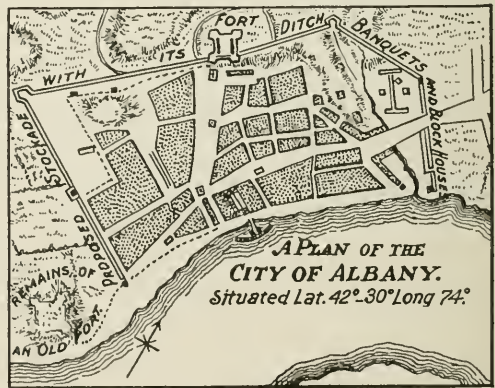 PROPOSED STOCKADE WITH ITS FORT DITCH BANQUETS AND BLOCK HOUSE
REMAINS OF
AN OLD FORT
A PLAN OF THE
CITY OF ALBANY.
Situated Lat. 42°-30° Long 74°.